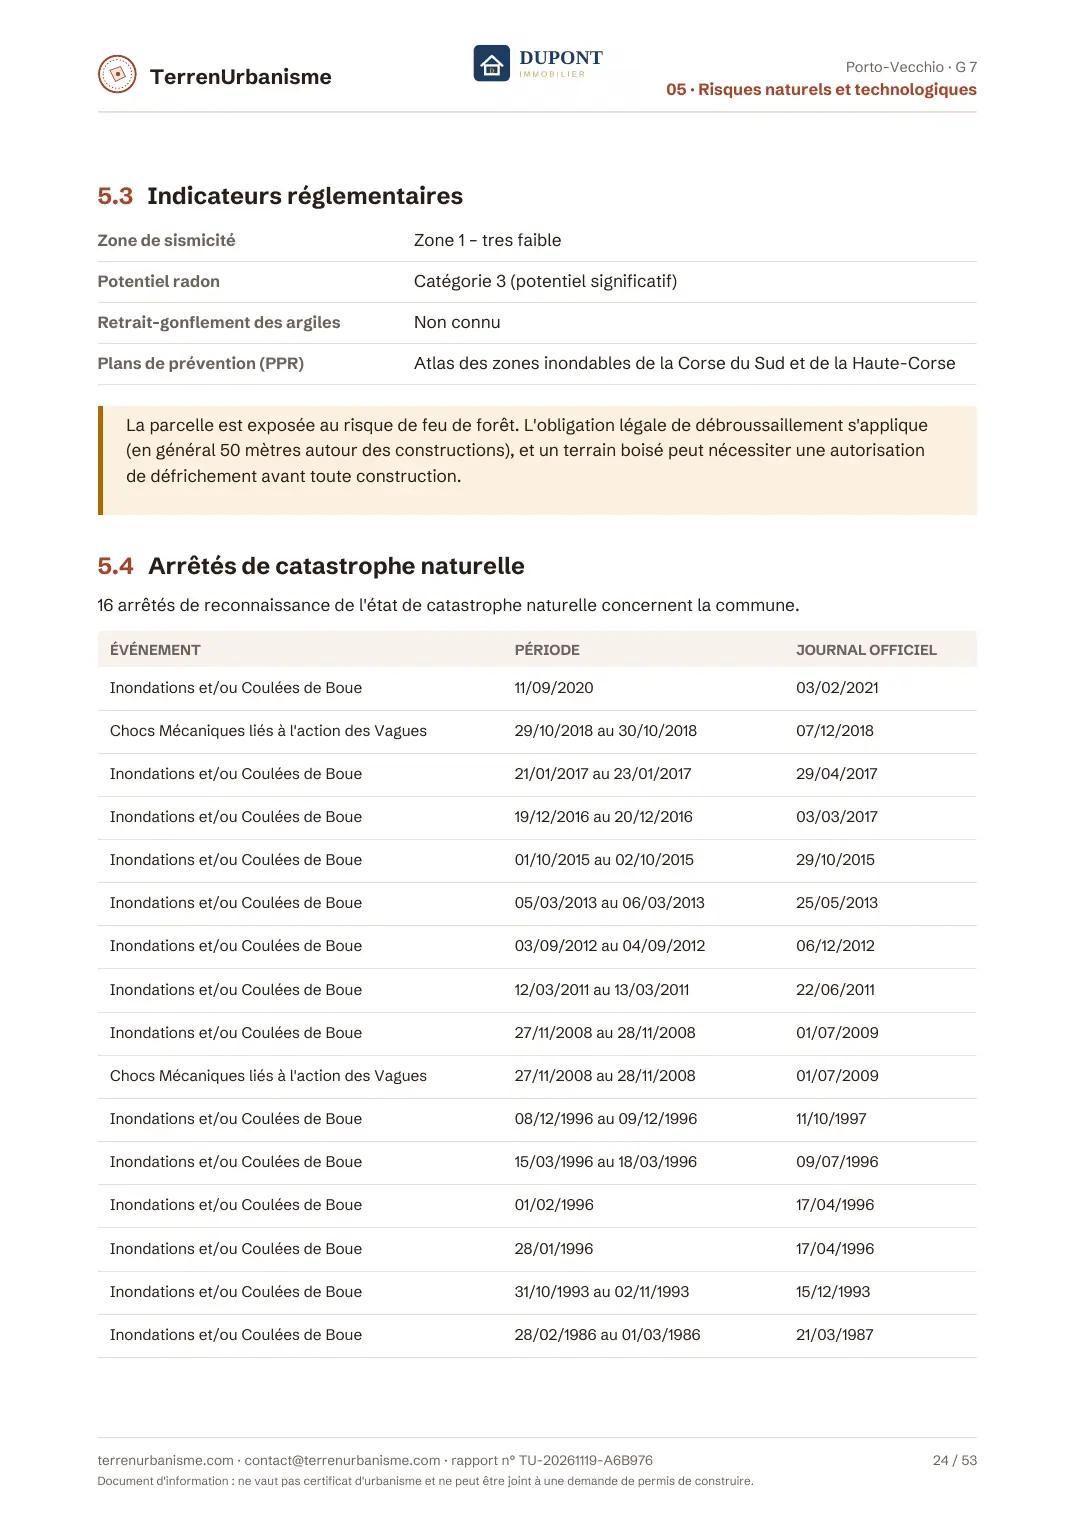 TerrenUrbanisme
DUPONT
IMMOBILIER
Porto-Vecchio · G 7
05 · Risques naturels et technologiques
5.3 Indicateurs réglementaires
Zone de sismicité Zone 1 – tres faible
Potentiel radon Catégorie 3 (potentiel significatif)
Retrait-gonflement des argiles Non connu
Plans de prévention (PPR) Atlas des zones inondables de la Corse du Sud et de la Haute-Corse
La parcelle est exposée au risque de feu de forêt. L'obligation légale de débroussaillement s'applique
(en général 50 mètres autour des constructions), et un terrain boisé peut nécessiter une autorisation
de défrichement avant toute construction.
5.4 Arrêtés de catastrophe naturelle
16 arrêtés de reconnaissance de l'état de catastrophe naturelle concernent la commune.
ÉVÉNEMENT PÉRIODE JOURNAL OFFICIEL
Inondations et/ou Coulées de Boue 11/09/2020 03/02/2021
Chocs Mécaniques liés à l'action des Vagues 29/10/2018 au 30/10/2018 07/12/2018
Inondations et/ou Coulées de Boue 21/01/2017 au 23/01/2017 29/04/2017
Inondations et/ou Coulées de Boue 19/12/2016 au 20/12/2016 03/03/2017
Inondations et/ou Coulées de Boue 01/10/2015 au 02/10/2015 29/10/2015
Inondations et/ou Coulées de Boue 05/03/2013 au 06/03/2013 25/05/2013
Inondations et/ou Coulées de Boue 03/09/2012 au 04/09/2012 06/12/2012
Inondations et/ou Coulées de Boue 12/03/2011 au 13/03/2011 22/06/2011
Inondations et/ou Coulées de Boue 27/11/2008 au 28/11/2008 01/07/2009
Chocs Mécaniques liés à l'action des Vagues 27/11/2008 au 28/11/2008 01/07/2009
Inondations et/ou Coulées de Boue 08/12/1996 au 09/12/1996 11/10/1997
Inondations et/ou Coulées de Boue 15/03/1996 au 18/03/1996 09/07/1996
Inondations et/ou Coulées de Boue 01/02/1996 17/04/1996
Inondations et/ou Coulées de Boue 28/01/1996 17/04/1996
Inondations et/ou Coulées de Boue 31/10/1993 au 02/11/1993 15/12/1993
Inondations et/ou Coulées de Boue 28/02/1986 au 01/03/1986 21/03/1987
terrenurbanisme.com · contact@terrenurbanisme.com · rapport n° TU-20261119-A6B976 24 / 53
Document d'information : ne vaut pas certificat d'urbanisme et ne peut être joint à une demande de permis de construire.